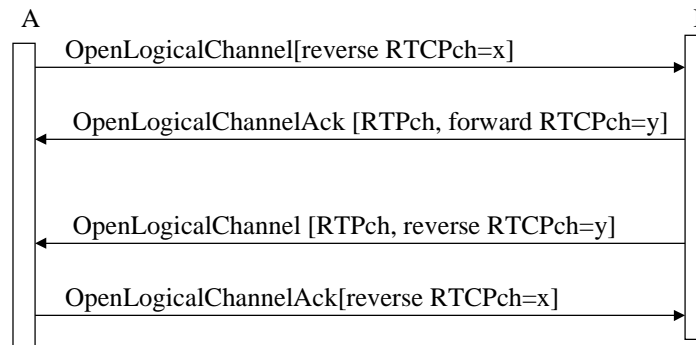 A
OpenLogicalChannel[reverse RTCPch=x]
OpenLogicalChannelAck [RTPch, forward RTCPch=y]
OpenLogicalChannel [RTPch, reverse RTCPch=y]
OpenLogicalChannelAck[reverse RTCPch=x]